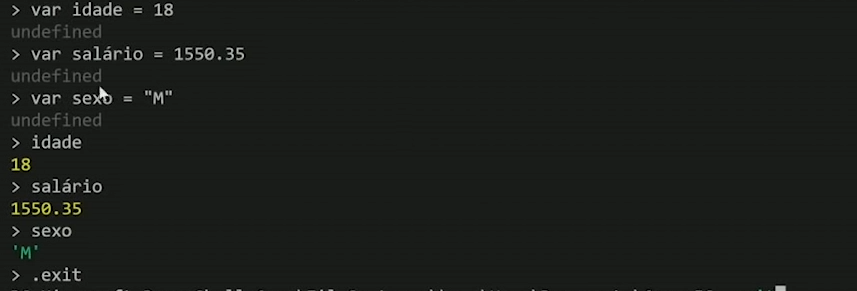 > var idade = 18
undefined
> var salário = 1550.35
undefined
> var sexo = "M"
undefined
> idade
18
> salário
1550.35
> sexo
'M'
> .exit